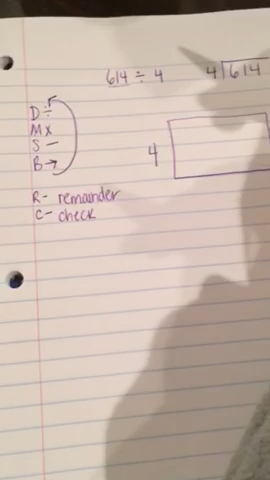 614 ÷ 4
4 614
D ÷
M x
S -
B →
4
R- remainder
C- check